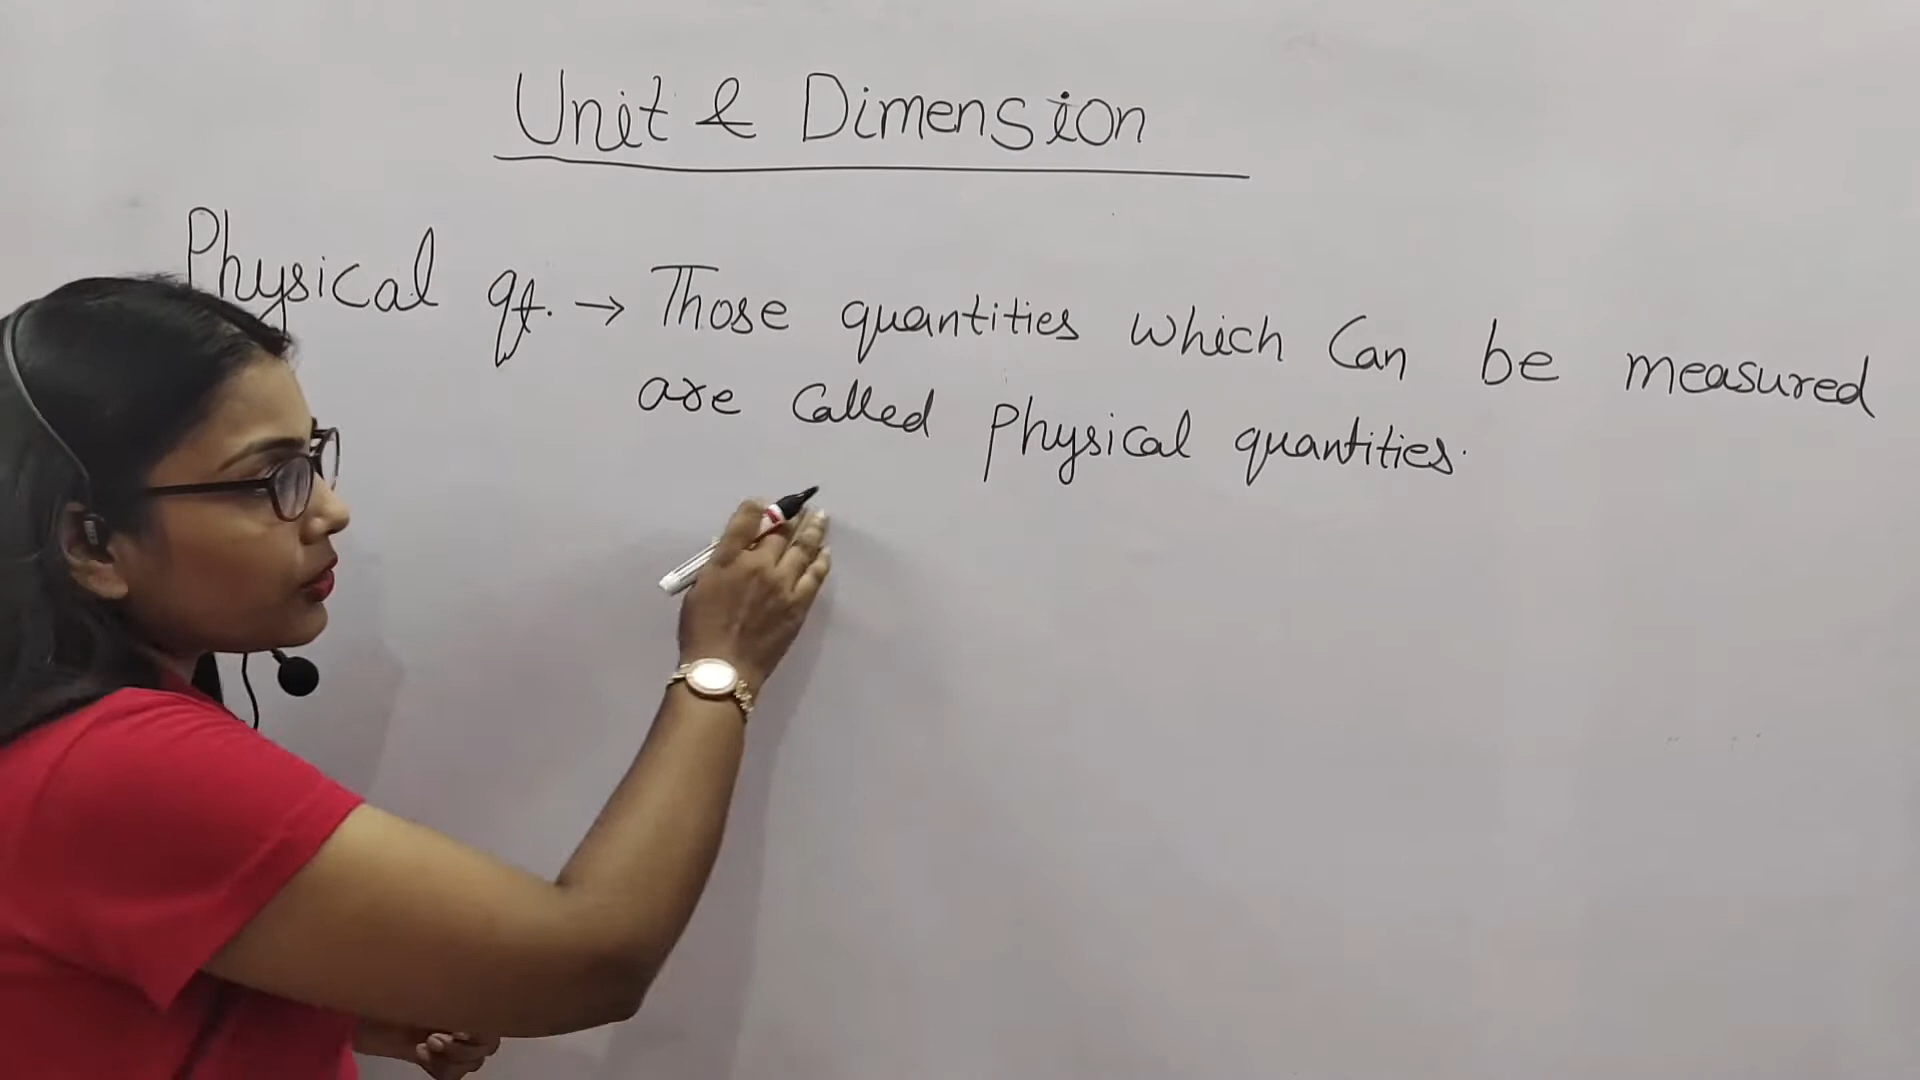 Unit & Dimension
Physical qt. → Those quantities which Can be measured
are Called Physical quantities.